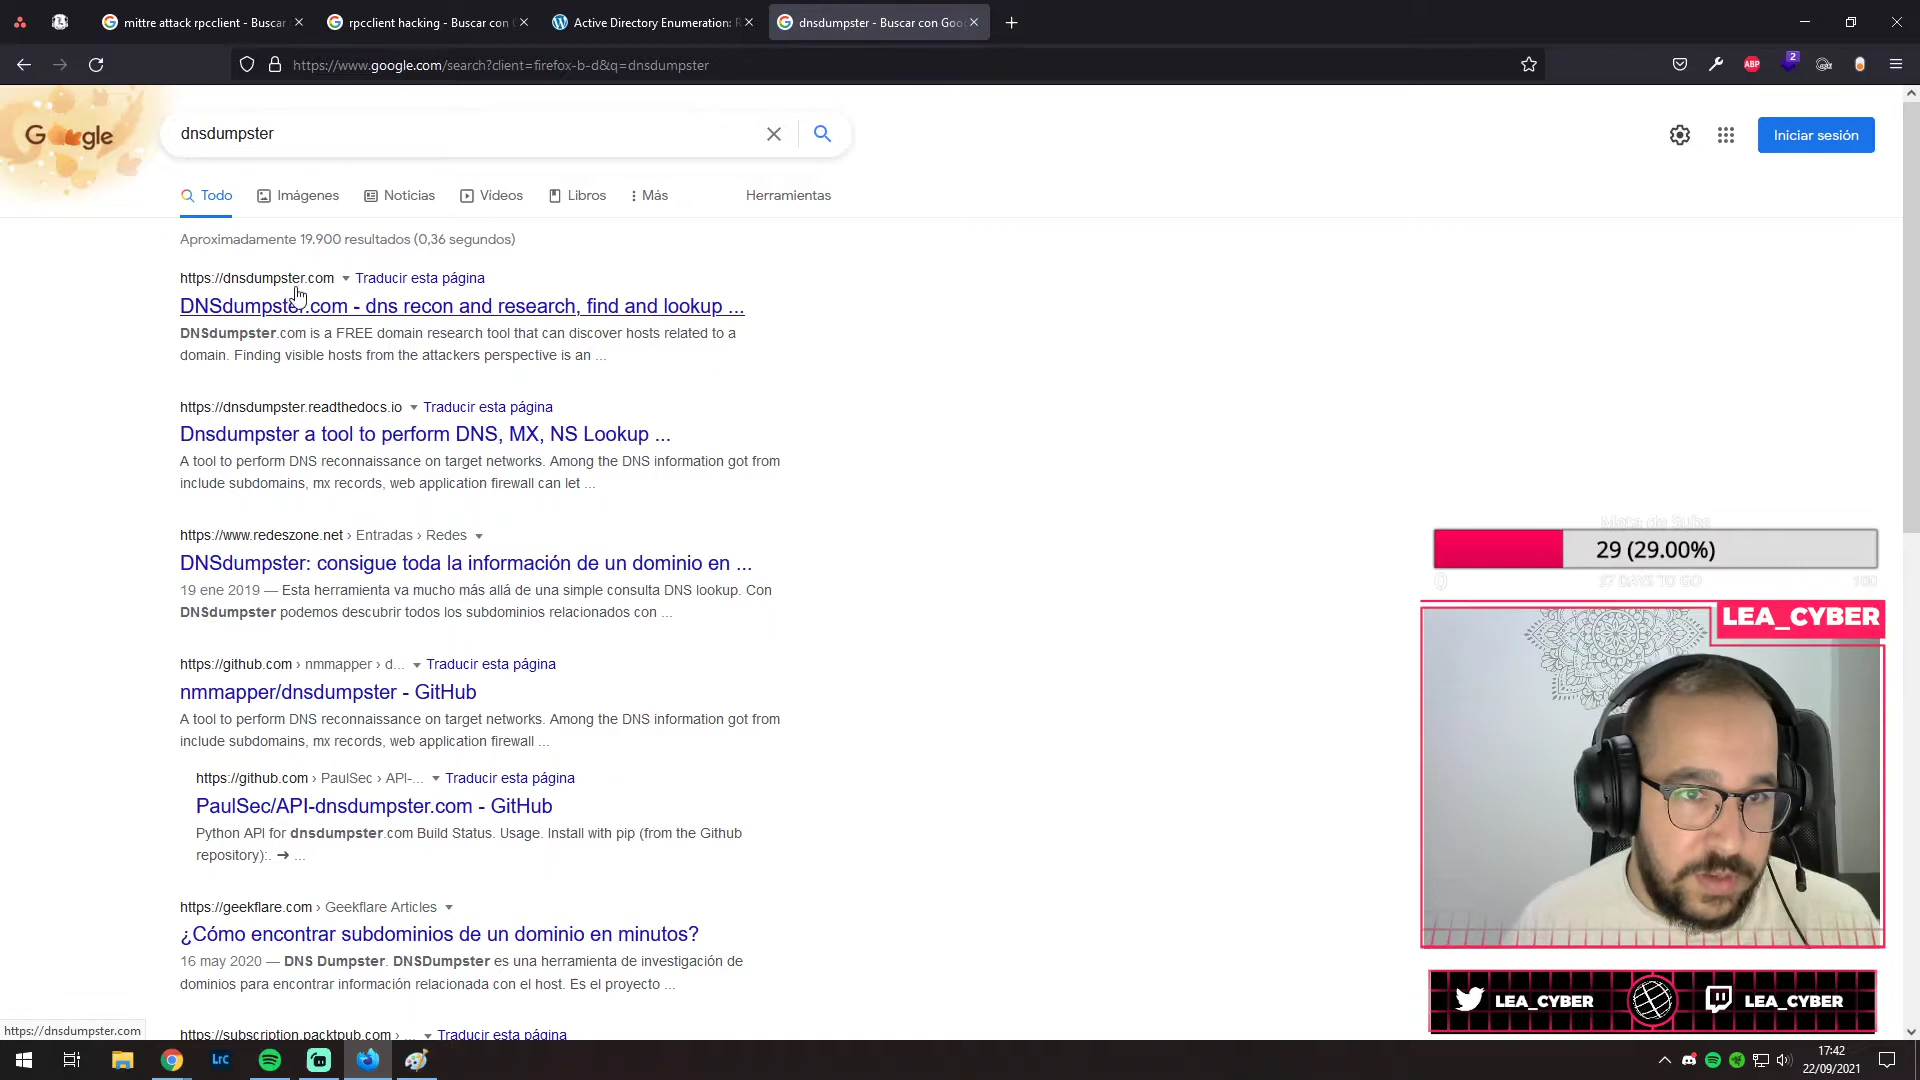 mittre attack rpcclient - Buscar
rpcclient hacking - Buscar con
Active Directory Enumeration:
dnsdumpster - Buscar con Goo
https://www.google.com/search?client=firefox-b-d&q=dnsdumpster
ABP
2
Google
dnsdumpster
Iniciar sesión
Todo
Imágenes
Noticias
Vídeos
Libros
Más
Herramientas
Aproximadamente 19.900 resultados (0,36 segundos)
https://dnsdumpster.com Traducir esta página
DNSdumpster.com - dns recon and research, find and lookup ...
DNSdumpster.com is a FREE domain research tool that can discover hosts related to a
domain. Finding visible hosts from the attackers perspective is an ...
https://dnsdumpster.readthedocs.io Traducir esta página
Dnsdumpster a tool to perform DNS, MX, NS Lookup ...
A tool to perform DNS reconnaissance on target networks. Among the DNS information got from
include subdomains, mx records, web application firewall can let ...
https://www.redeszone.net › Entradas › Redes
DNSdumpster: consigue toda la información de un dominio en ...
19 ene 2019 — Esta herramienta va mucho más allá de una simple consulta DNS lookup. Con
DNSdumpster podemos descubrir todos los subdominios relacionados con ...
https://github.com › nmmapper › d... Traducir esta página
nmmapper/dnsdumpster - GitHub
A tool to perform DNS reconnaissance on target networks. Among the DNS information got from
include subdomains, mx records, web application firewall ...
https://github.com › PaulSec › API-... Traducir esta página
PaulSec/API-dnsdumpster.com - GitHub
Python API for dnsdumpster.com Build Status. Usage. Install with pip (from the Github
repository):. ➔ ...
https://geekflare.com › Geekflare Articles
¿Cómo encontrar subdominios de un dominio en minutos?
16 may 2020 — DNS Dumpster. DNSDumpster es una herramienta de investigación de
dominios para encontrar información relacionada con el host. Es el proyecto ...
https://subscription.packtpub.com › ... Traducir esta página
https://dnsdumpster.com
Meta de Subs
29 (29.00%)
0
27 DAYS TO GO
100
LEA_CYBER
LEA_CYBER
LEA_CYBER
Lrc
17:42
22/09/2021